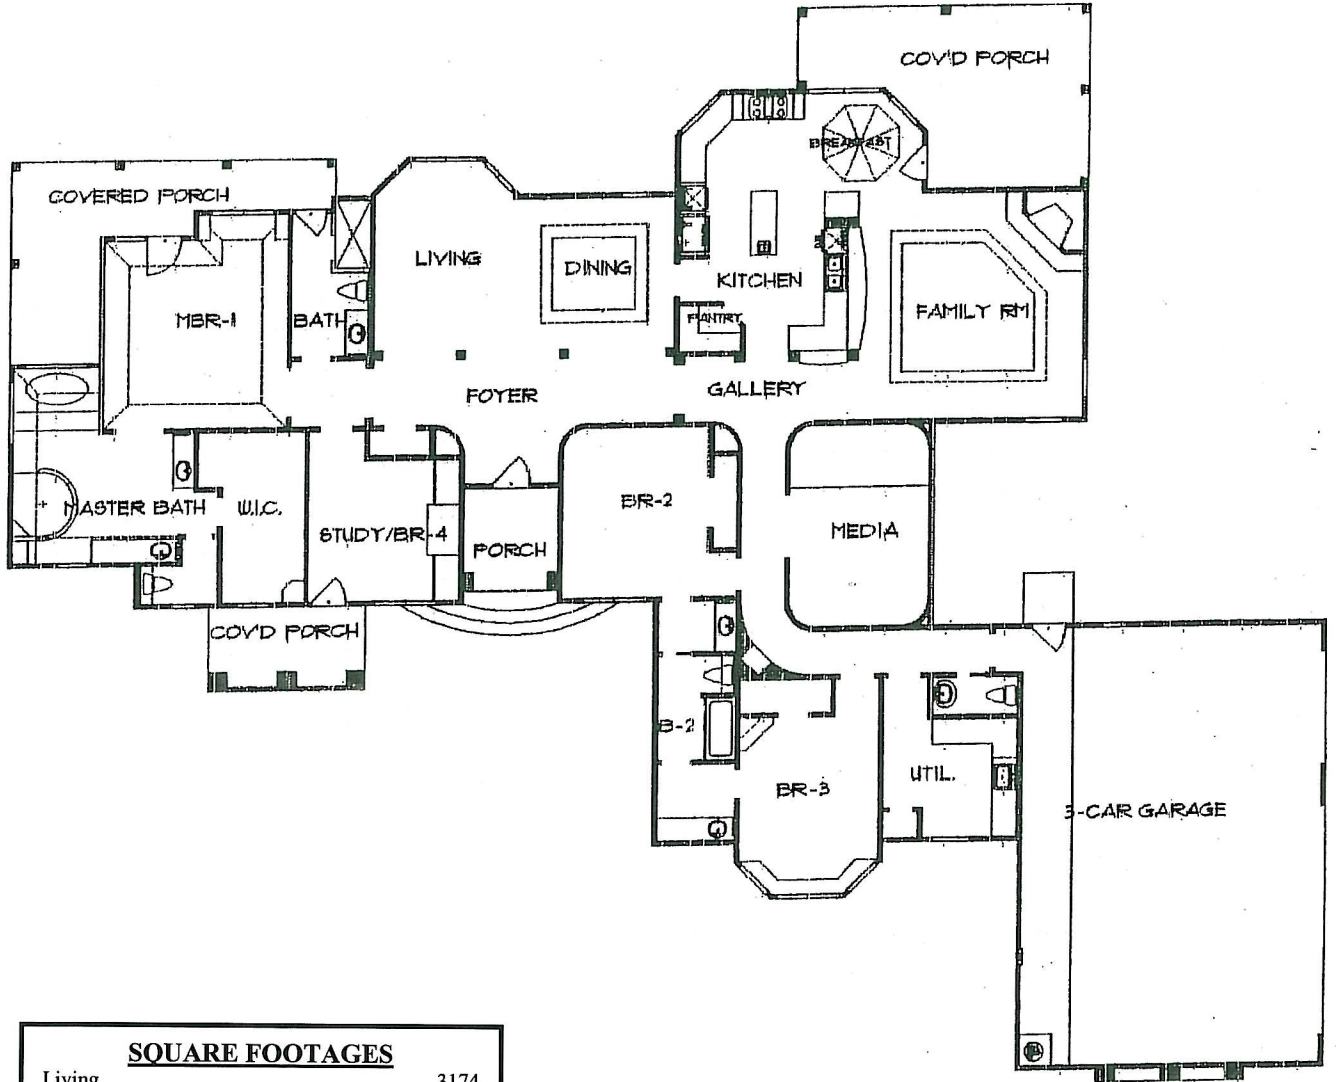 COV'D PORCH
BREAKFAST
COVERED PORCH
LIVING
DINING
KITCHEN
FAMILY RM
MBR-1
BATH
PANTRY
FOYER
GALLERY
MASTER BATH
W.I.C.
STUDY/BR-4
PORCH
BR-2
MEDIA
COV'D PORCH
B-2
BR-3
UTIL.
3-CAR GARAGE
SQUARE FOOTAGES
Living 3174